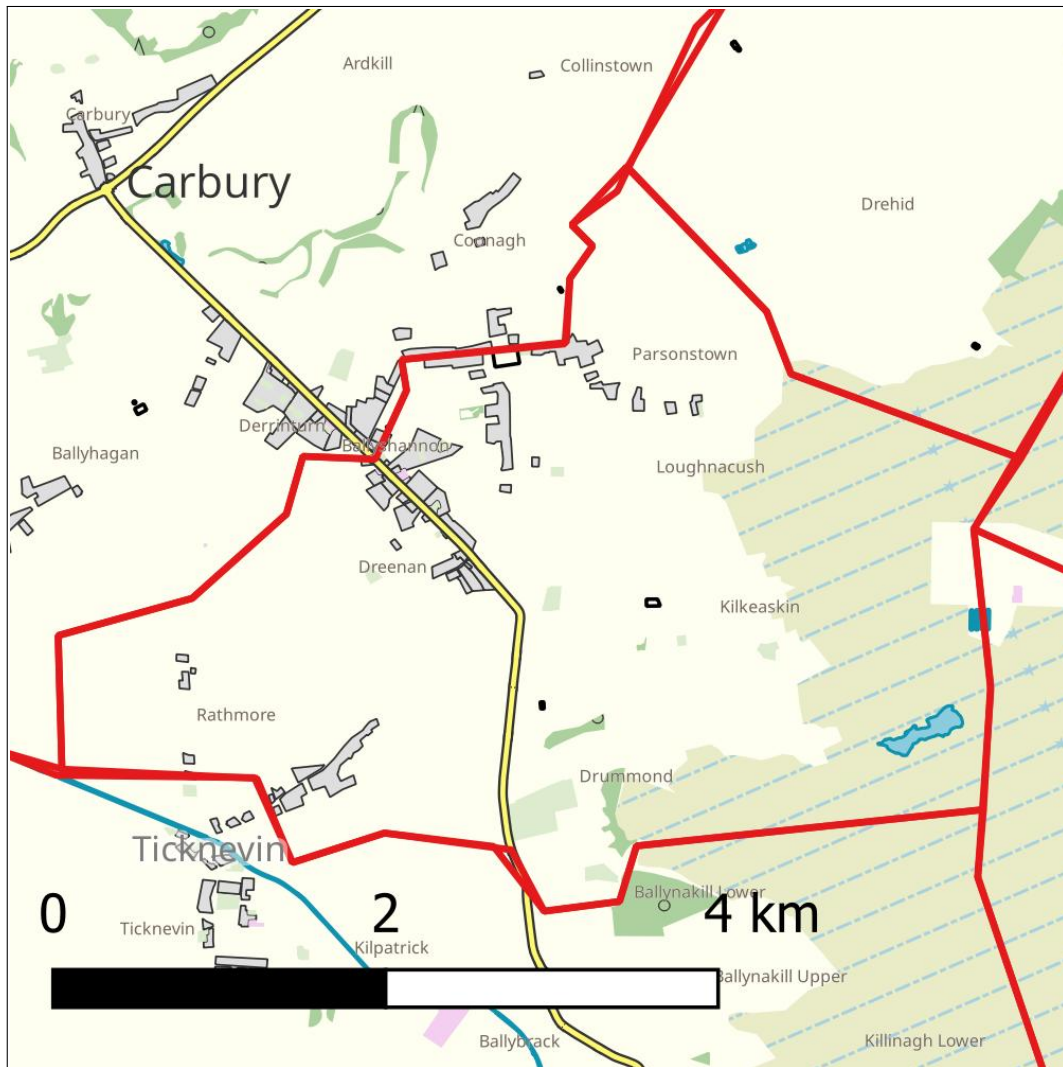 Ardkill
Collinstown
Carbury
Carbury
Drehid
Coonagh
Parsonstown
Derrinturn
Ballyshannon
Ballyhagan
Loughnacush
Dreenan
Kilkeaskin
Rathmore
Drummond
Ticknevin
Ballynakill Lower
0 2 4 km
Ticknevin
Kilpatrick
Ballynakill Upper
Ballybrack
Killinagh Lower